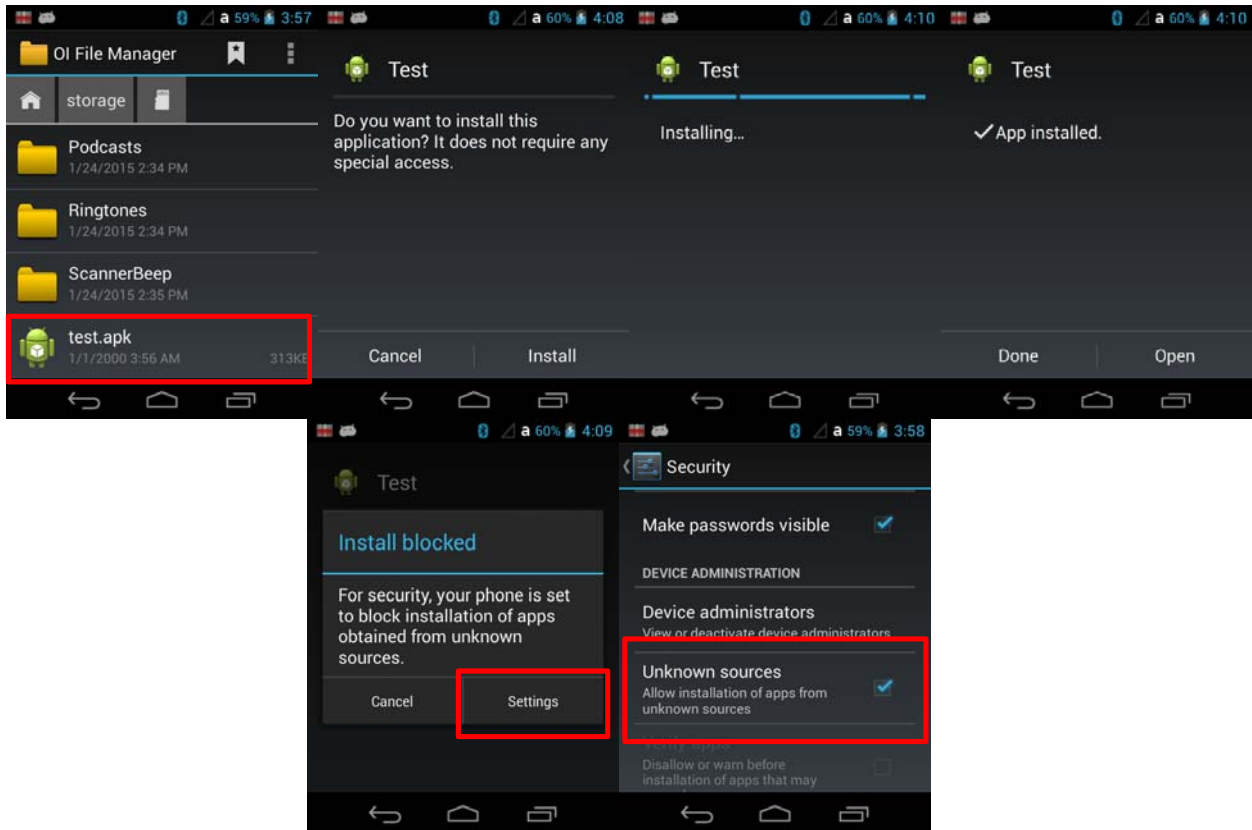 a 59% 3:57
OI File Manager
storage
Podcasts
1/24/2015 2:34 PM
Ringtones
1/24/2015 2:34 PM
ScannerBeep
1/24/2015 2:35 PM
test.apk
1/1/2000 3:56 AM 313KB
a 60% 4:08
Test
Do you want to install this
application? It does not require any
special access.
Cancel Install
a 60% 4:10
Test
Installing...
a 60% 4:10
Test
App installed.
Done Open
a 60% 4:09
Test
Install blocked
For security, your phone is set
to block installation of apps
obtained from unknown
sources.
Cancel Settings
a 59% 3:58
Security
Make passwords visible
DEVICE ADMINISTRATION
Device administrators
View or deactivate device administrators
Unknown sources
Allow installation of apps from
unknown sources
Verify apps
Disallow or warn before
installation of apps that may